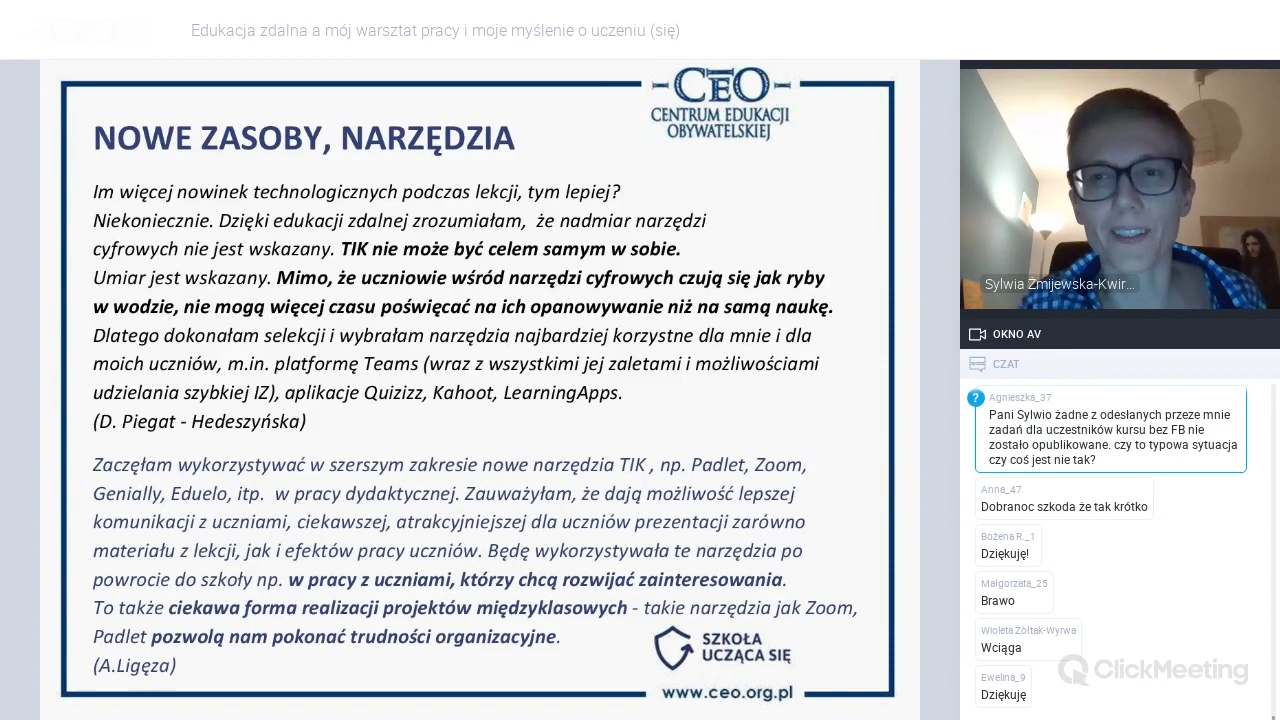 Edukacja zdalna a mój warsztat pracy i moje myślenie o uczeniu (się)
CEO
CENTRUM EDUKACJI
OBYWATELSKIEJ
NOWE ZASOBY, NARZĘDZIA
Im więcej nowinek technologicznych podczas lekcji, tym lepiej?
Niekoniecznie. Dzięki edukacji zdalnej zrozumiałam, że nadmiar narzędzi
cyfrowych nie jest wskazany. TIK nie może być celem samym w sobie.
Umiar jest wskazany. Mimo, że uczniowie wśród narzędzi cyfrowych czują się jak ryby
w wodzie, nie mogą więcej czasu poświęcać na ich opanowywanie niż na samą naukę.
Dlatego dokonałam selekcji i wybrałam narzędzia najbardziej korzystne dla mnie i dla
moich uczniów, m.in. platformę Teams (wraz z wszystkimi jej zaletami i możliwościami
udzielania szybkiej IZ), aplikacje Quizizz, Kahoot, LearningApps.
(D. Piegat - Hedeszyńska)
Zaczęłam wykorzystywać w szerszym zakresie nowe narzędzia TIK , np. Padlet, Zoom,
Genially, Eduelo, itp. w pracy dydaktycznej. Zauważyłam, że dają możliwość lepszej
komunikacji z uczniami, ciekawszej, atrakcyjniejszej dla uczniów prezentacji zarówno
materiału z lekcji, jak i efektów pracy uczniów. Będę wykorzystywała te narzędzia po
powrocie do szkoły np. w pracy z uczniami, którzy chcą rozwijać zainteresowania.
To także ciekawa forma realizacji projektów międzyklasowych - takie narzędzia jak Zoom,
Padlet pozwolą nam pokonać trudności organizacyjne.
(A.Ligęza)
SZKOŁA
UCZĄCA SIĘ
www.ceo.org.pl
Sylwia Żmijewska-Kwir...
OKNO AV
CZAT
?
Agnieszka_37
Pani Sylwio żadne z odesłanych przeze mnie
zadań dla uczestników kursu bez FB nie
zostało opublikowane. czy to typowa sytuacja
czy coś jest nie tak?
Anna_47
Dobranoc szkoda że tak krótko
Bożena R._1
Dziękuję!
Małgorzata_25
Brawo
Wioleta Żółtak-Wyrwa
Wciąga
Ewelina_9
Dziękuję
ClickMeeting